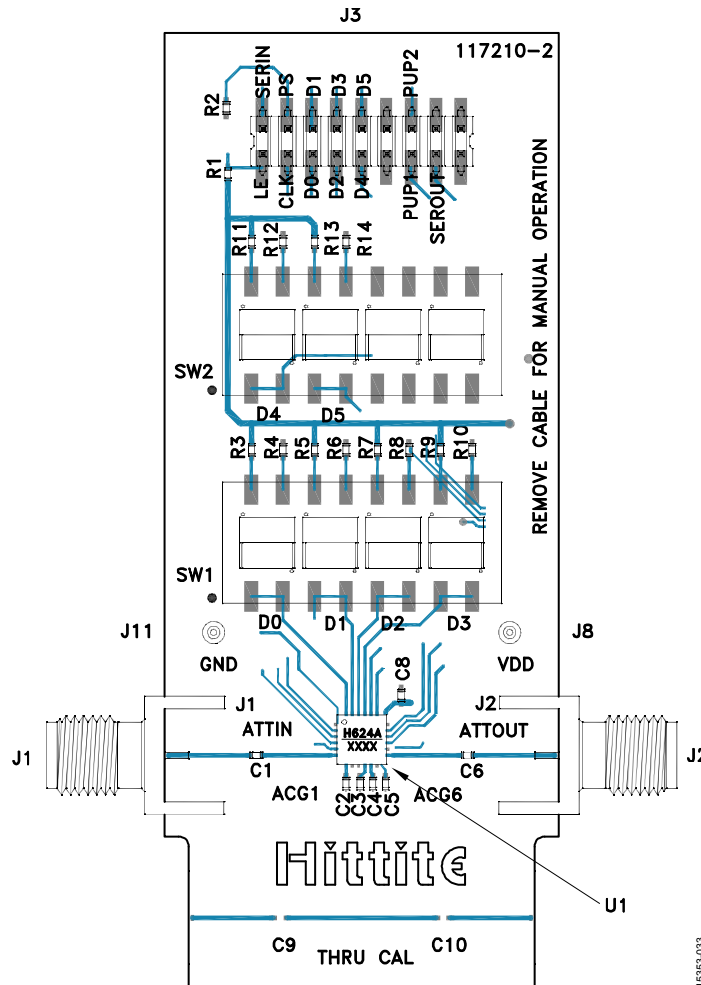 J3
117210-2
SERIN
PS
D1
D3
D5
PUP2
R2
R1
LE
CLK
D0
D2
D4
PUP1
SEROUT
R11
R12
R13
R14
REMOVE CABLE FOR MANUAL OPERATION
SW2
D4
D5
R3
R4
R5
R6
R7
R8
R9
R10
SW1
D0
D1
D2
D3
J11
J8
GND
VDD
C8
J1
J2
ATTIN
H624A
XXXX
ATTOUT
J1
J2
C1
C6
ACG1
C2
C3
C4
C5
ACG6
Hittite
U1
C9
C10
THRU CAL
16363-033